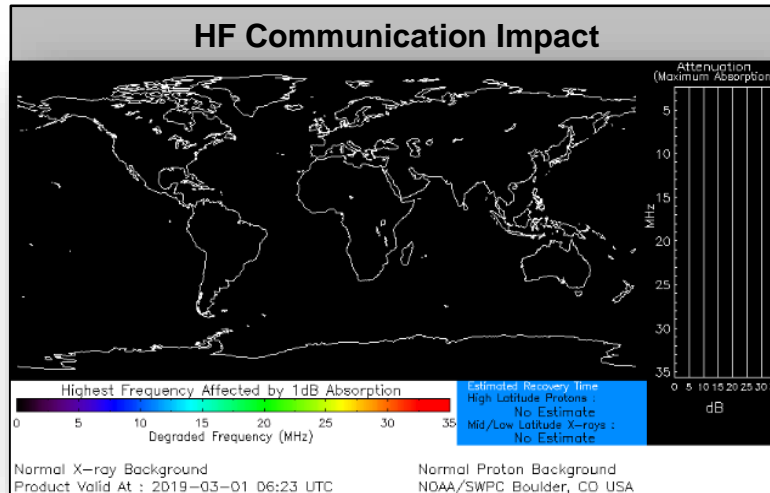 HF Communication Impact
Attenuation
(Maximum Absorption)
5
10
15
20
25
30
35
MHz
0 5 10 15 20 25 30
dB
Highest Frequency Affected by 1dB Absorption
0 5 10 15 20 25 30 35
Degraded Frequency (MHz)
Estimated Recovery Time
High Latitude Protons :
No Estimate
Mid/Low Latitude X-rays :
No Estimate
Normal X-ray Background
Product Valid At : 2019-03-01 06:23 UTC
Normal Proton Background
NOAA/SWPC Boulder, CO USA